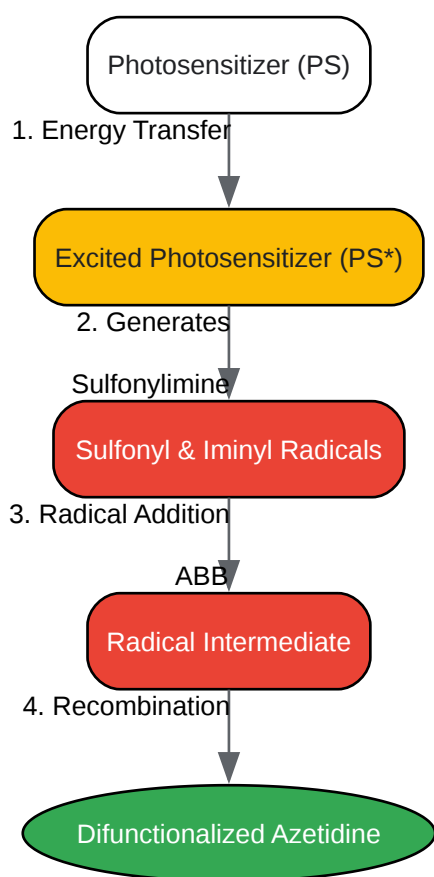 Photosensitizer (PS)
1. Energy Transfer
Excited Photosensitizer (PS*)
2. Generates
Sulfonylimine
Sulfonyl & Iminyl Radicals
3. Radical Addition
ABB
Radical Intermediate
4. Recombination
Difunctionalized Azetidine